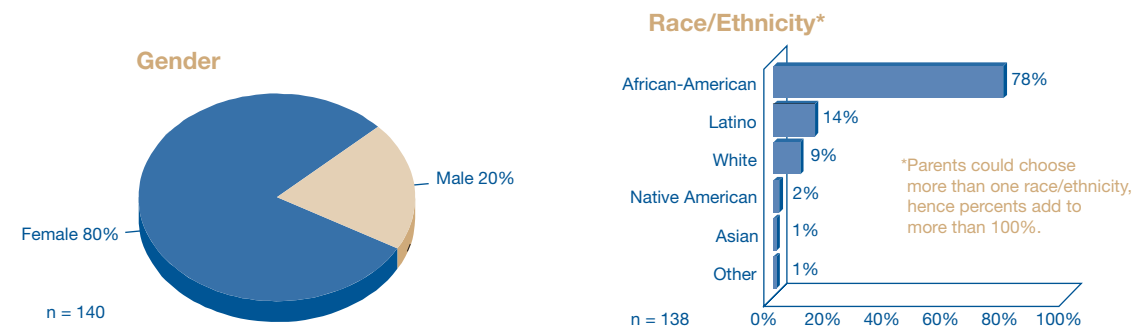 Gender
Male 20%
Female 80%
n = 140
Race/Ethnicity*
African-American 78%
Latino 14%
White 9%
Native American 2%
Asian 1%
Other 1%
*Parents could choose
more than one race/ethnicity,
hence percents add to
more than 100%.
n = 138
0% 20% 40% 60% 80% 100%